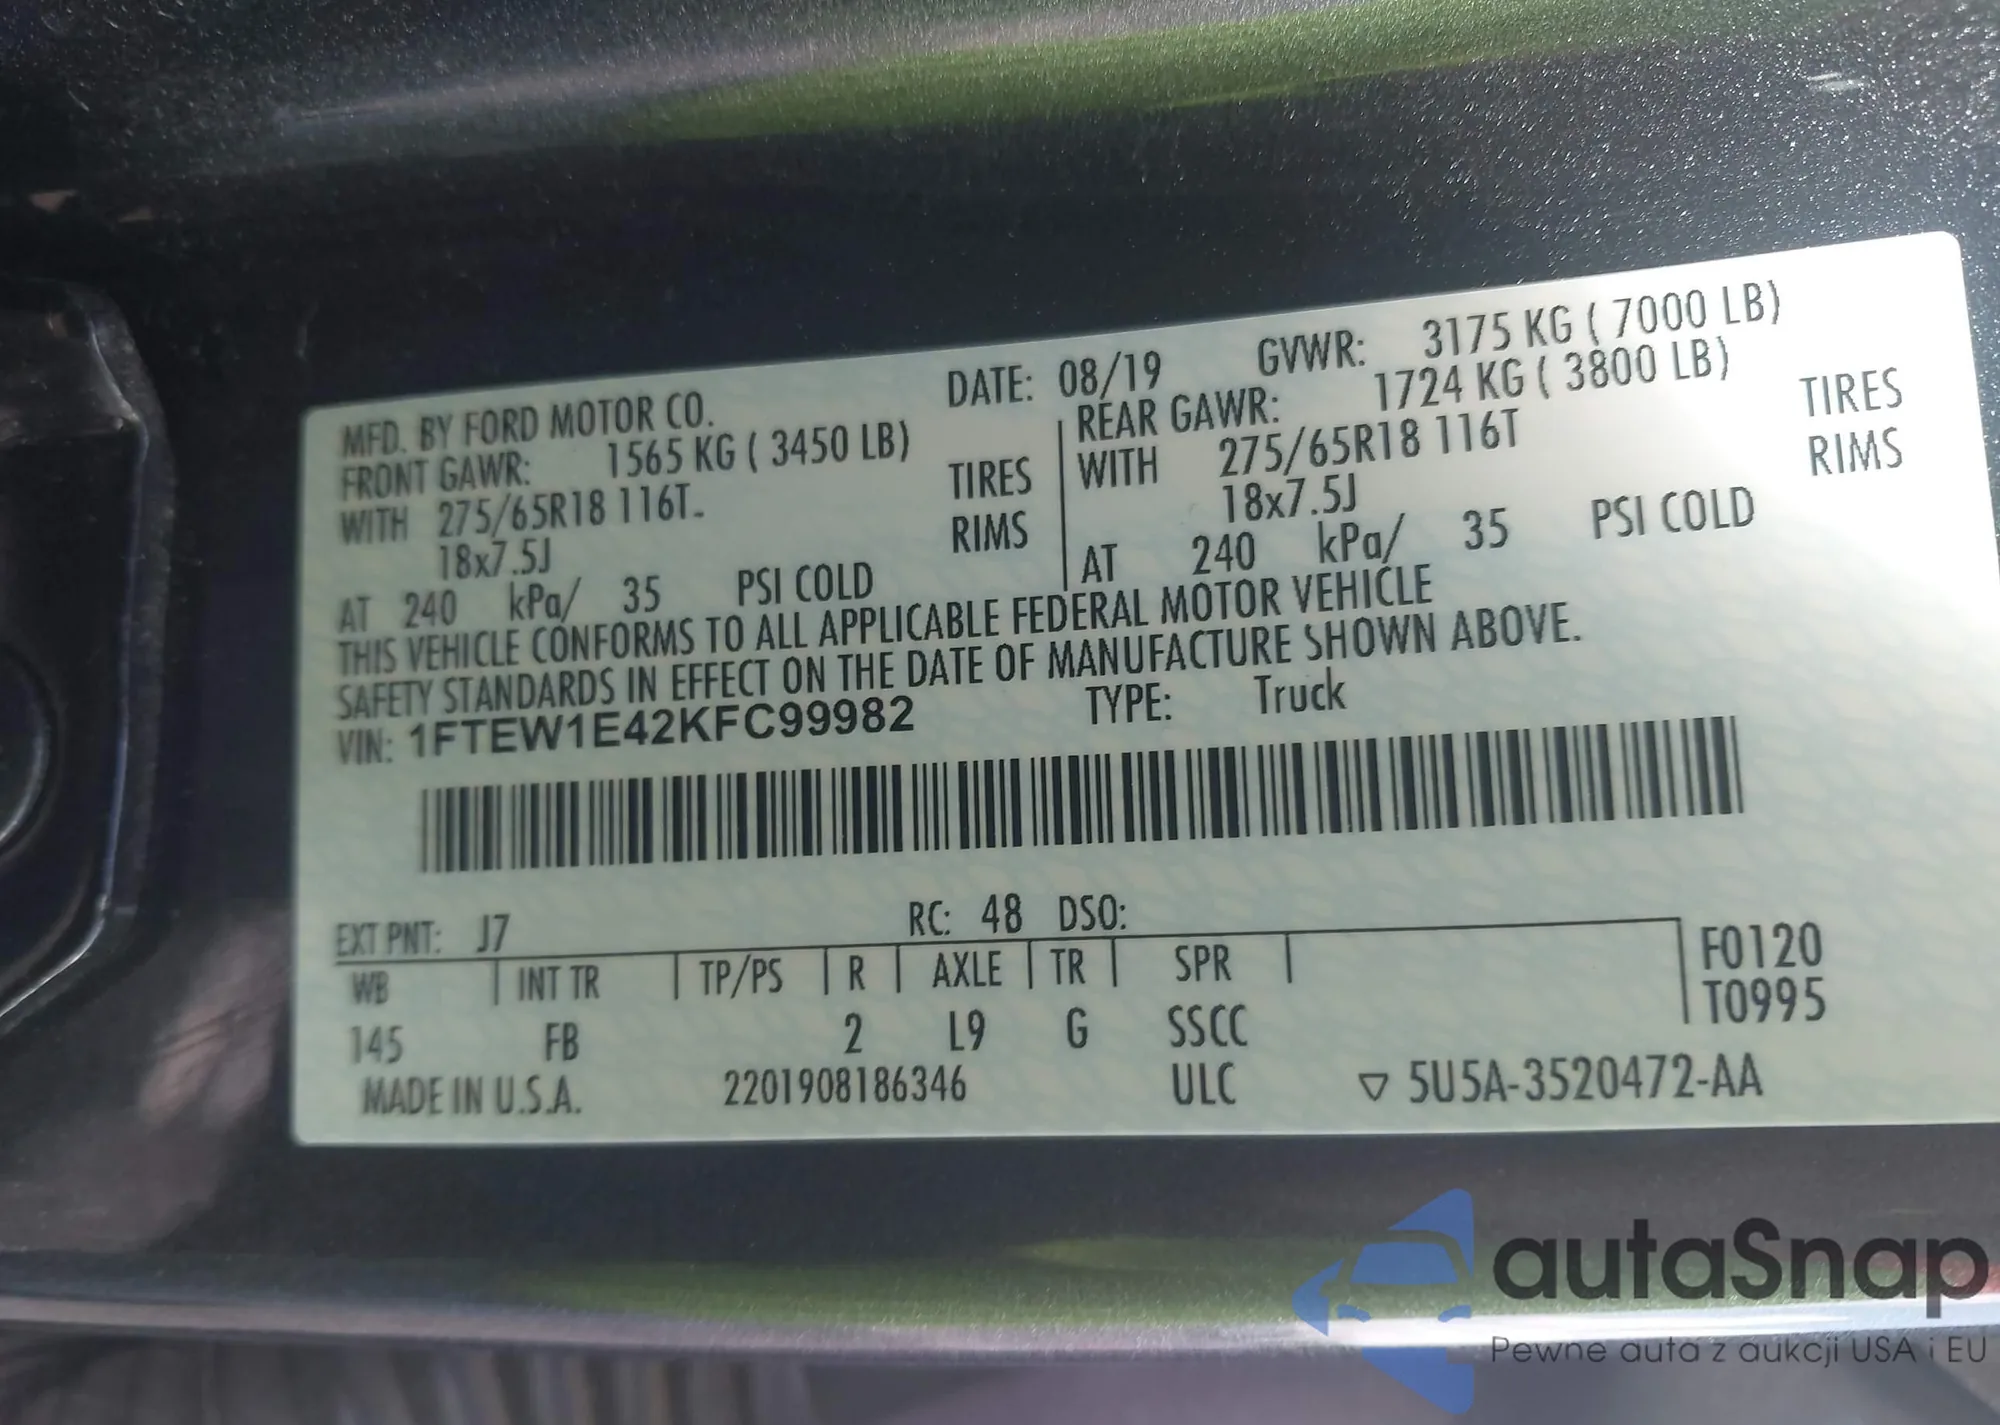 MFD. BY FORD MOTOR CO. DATE: 08/19 GVWR: 3175 KG ( 7000 LB)
FRONT GAWR: 1565 KG ( 3450 LB) REAR GAWR: 1724 KG ( 3800 LB)
WITH 275/65R18 116T. TIRES WITH 275/65R18 116T TIRES
18x7.5J RIMS 18x7.5J RIMS
AT 240 kPa/ 35 PSI COLD AT 240 kPa/ 35 PSI COLD
THIS VEHICLE CONFORMS TO ALL APPLICABLE FEDERAL MOTOR VEHICLE
SAFETY STANDARDS IN EFFECT ON THE DATE OF MANUFACTURE SHOWN ABOVE.
VIN: 1FTEW1E42KFC99982 TYPE: Truck
EXT PNT: J7 RC: 48 DSO:
WB INT TR TP/PS R AXLE TR SPR F0120
T0995
145 FB 2 L9 G SSCC
MADE IN U.S.A. 2201908186346 ULC ▽ 5U5A-3520472-AA
autaSnap
Pewne auta z aukcji USA i EU